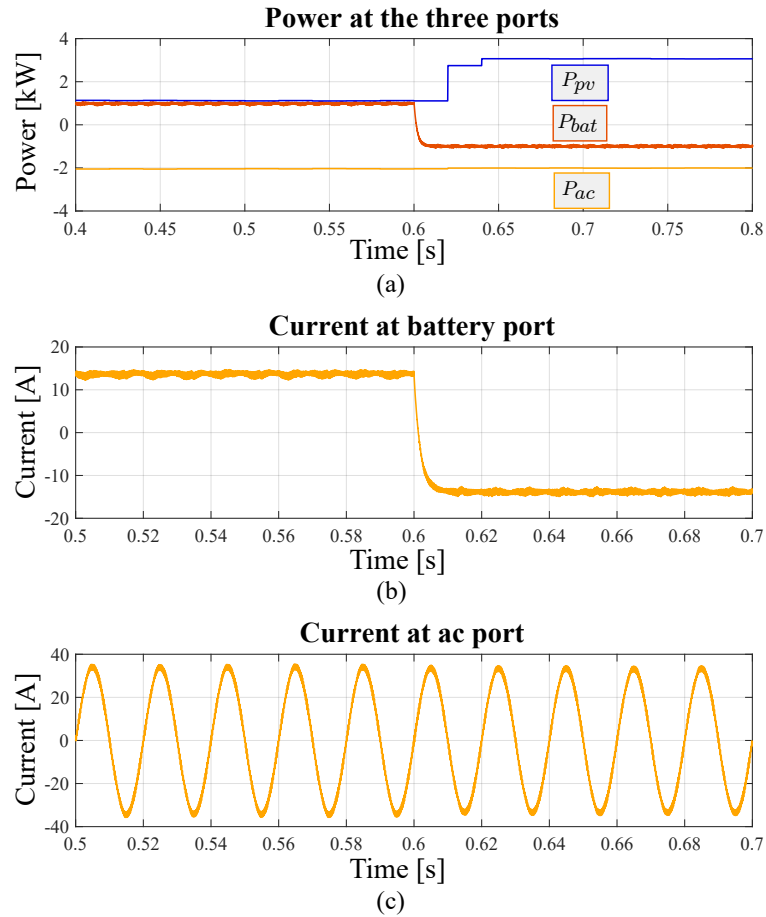 Power at the three ports
Power [kW]
4
2
0
-2
-4
P_pv
P_bat
P_ac
0.4 0.45 0.5 0.55 0.6 0.65 0.7 0.75 0.8
Time [s]
(a)
Current at battery port
Current [A]
20
10
0
-10
-20
0.5 0.52 0.54 0.56 0.58 0.6 0.62 0.64 0.66 0.68 0.7
Time [s]
(b)
Current at ac port
Current [A]
40
20
0
-20
-40
0.5 0.52 0.54 0.56 0.58 0.6 0.62 0.64 0.66 0.68 0.7
Time [s]
(c)